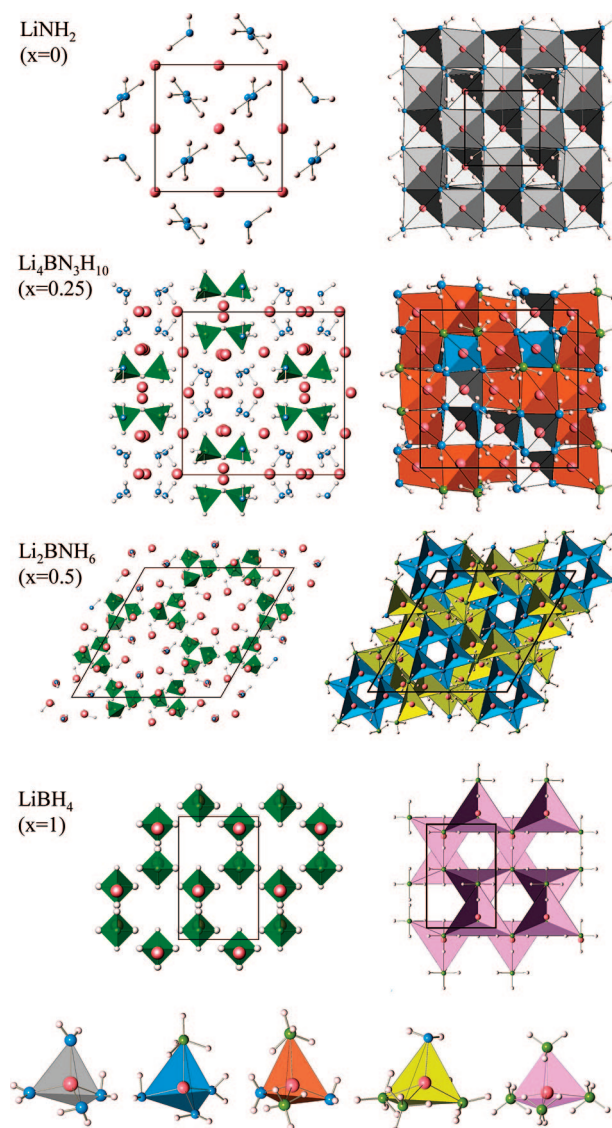 LiNH₂
(x=0)
Li₄BN₃H₁₀
(x=0.25)
Li₂BNH₆
(x=0.5)
LiBH₄
(x=1)